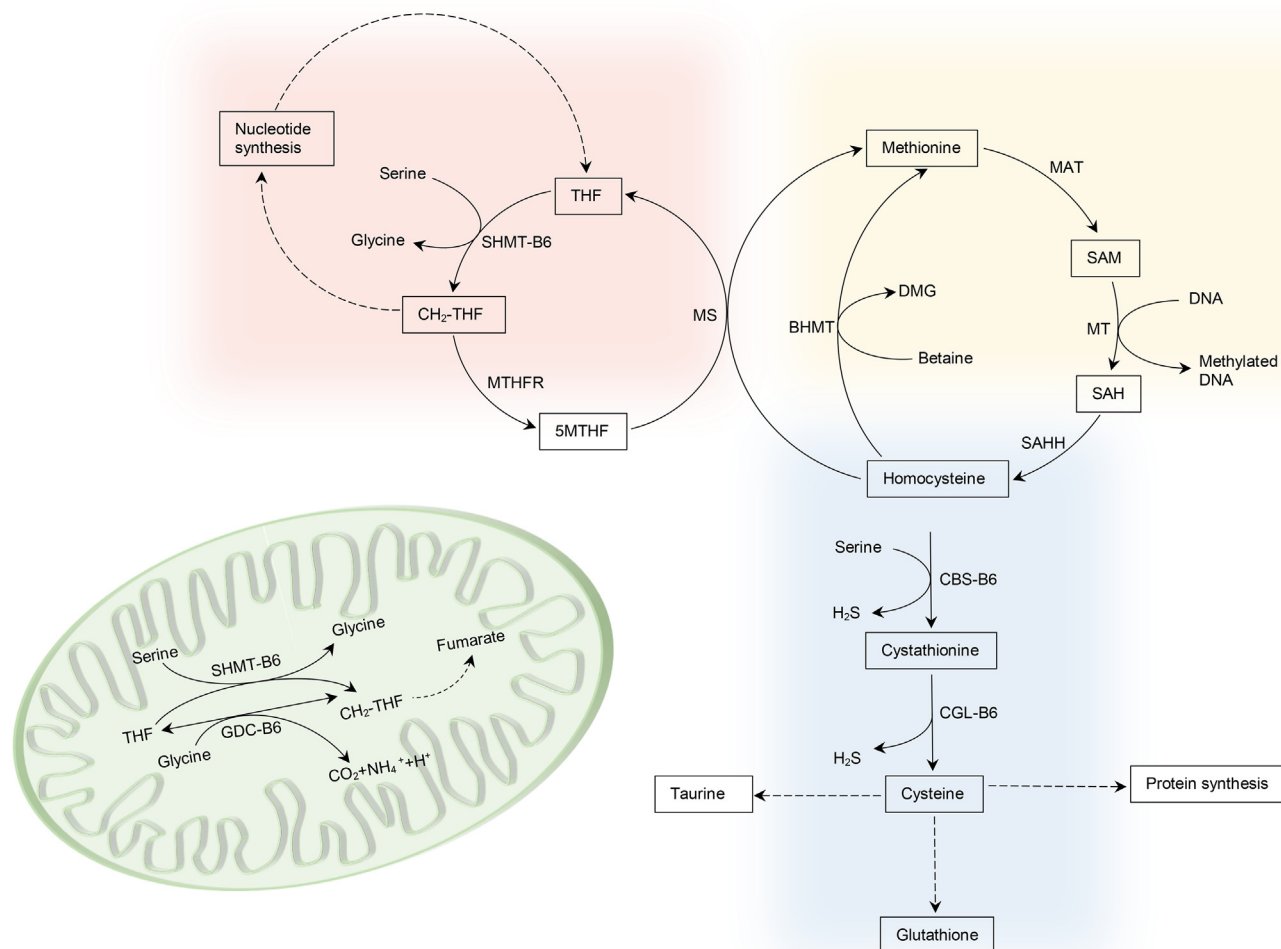 Nucleotide
synthesis
Serine
THF
Glycine
SHMT-B6
CH₂-THF
MTHFR
5MTHF
MS
Methionine
MAT
SAM
DMG
BHMT
Betaine
MT
DNA
Methylated
DNA
SAH
SAHH
Homocysteine
Serine
CBS-B6
H₂S
Cystathionine
CGL-B6
H₂S
Taurine
Cysteine
Protein synthesis
Glutathione
Glycine
Serine
SHMT-B6
Fumarate
CH₂-THF
THF
GDC-B6
Glycine
CO₂+NH₄⁺+H⁺